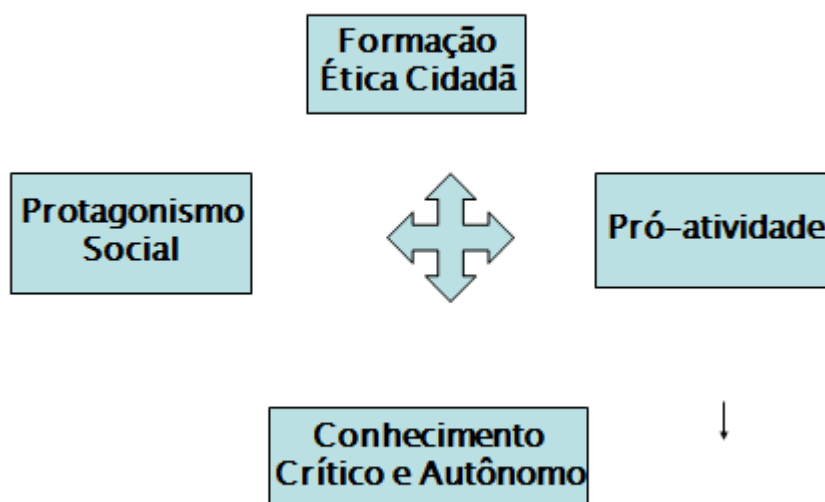 Formação
Ética Cidadã
Protagonismo
Social
Pró-atividade
Conhecimento
Crítico e Autônomo